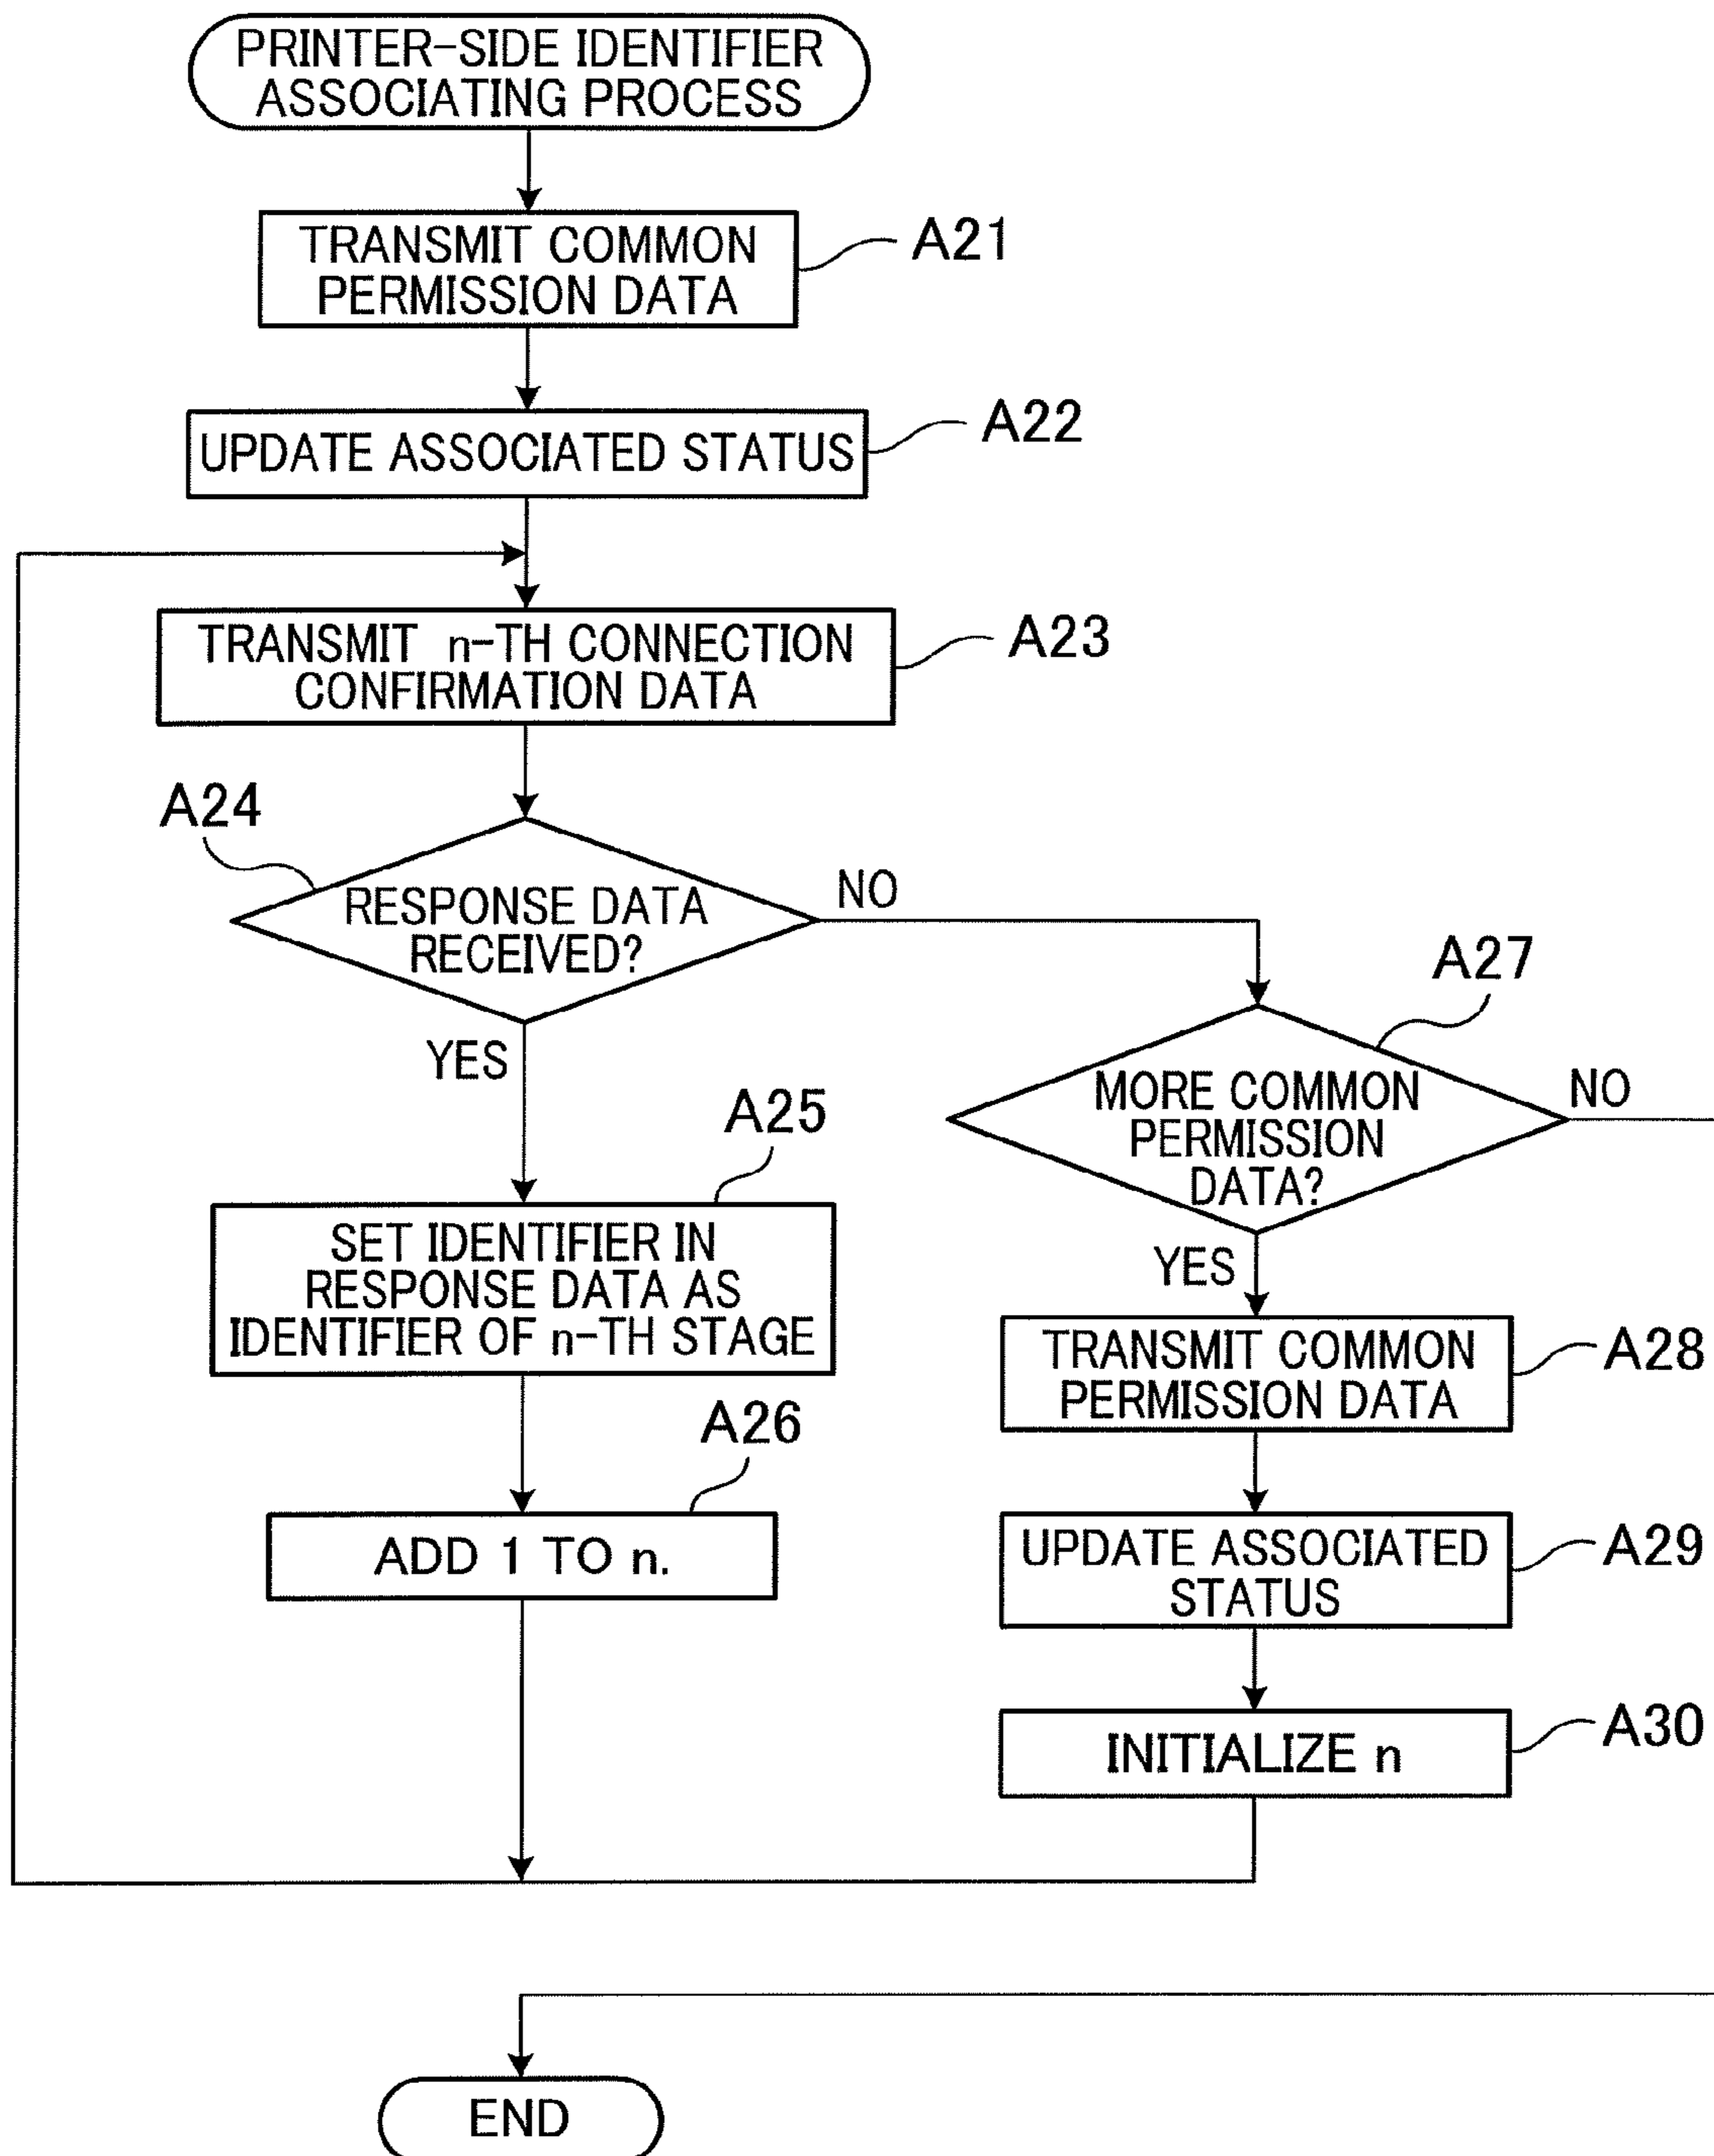 PRINTER-SIDE IDENTIFIER
ASSOCIATING PROCESS
TRANSMIT COMMON
PERMISSION DATA
A21
UPDATE ASSOCIATED STATUS
A22
TRANSMIT n-TH CONNECTION
CONFIRMATION DATA
A23
A24
RESPONSE DATA
RECEIVED?
NO
YES
A27
MORE COMMON
PERMISSION
DATA?
NO
YES
A25
SET IDENTIFIER IN
RESPONSE DATA AS
IDENTIFIER OF n-TH STAGE
A26
ADD 1 TO n.
TRANSMIT COMMON
PERMISSION DATA
A28
UPDATE ASSOCIATED
STATUS
A29
INITIALIZE n
A30
END